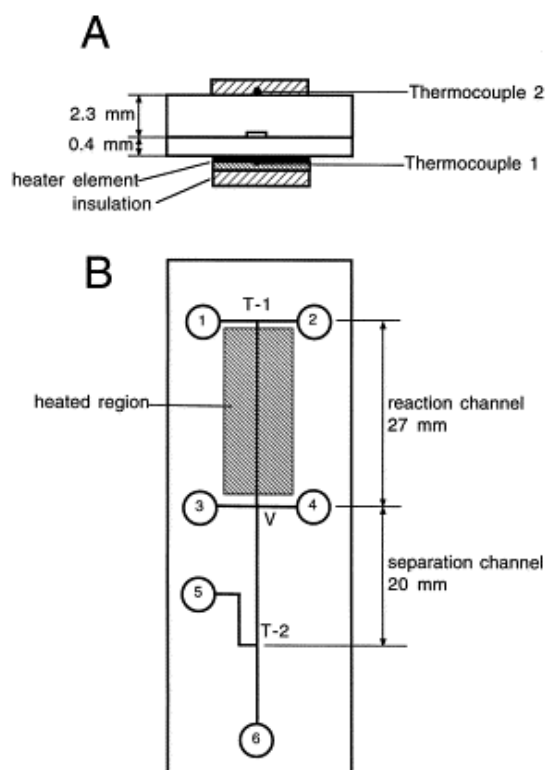 A
Thermocouple 2
2.3 mm
0.4 mm
Thermocouple 1
heater element
insulation
B
T-1
1
2
heated region
reaction channel
27 mm
3
4
V
separation channel
20 mm
5
T-2
6